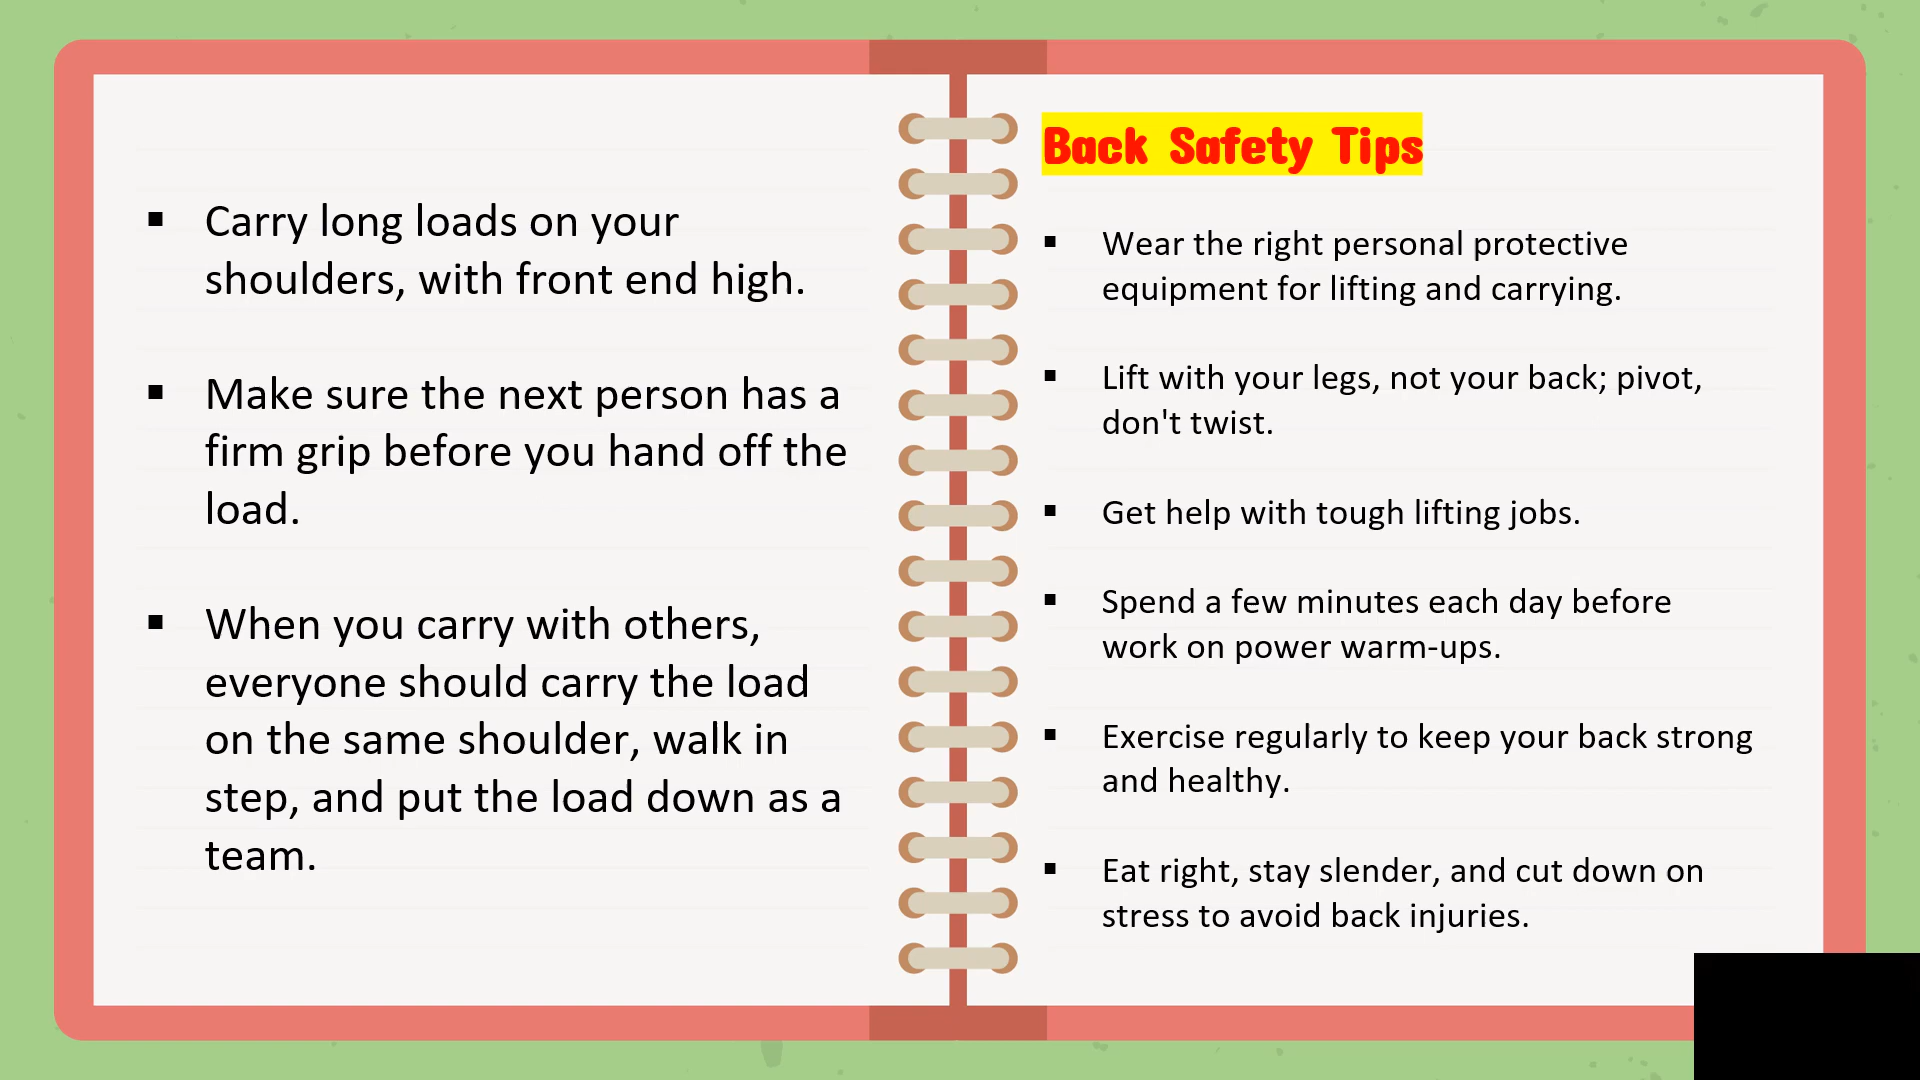 Carry long loads on your
shoulders, with front end high.
Make sure the next person has a
firm grip before you hand off the
load.
When you carry with others,
everyone should carry the load
on the same shoulder, walk in
step, and put the load down as a
team.
Back Safety Tips
Wear the right personal protective
equipment for lifting and carrying.
Lift with your legs, not your back; pivot,
don't twist.
Get help with tough lifting jobs.
Spend a few minutes each day before
work on power warm-ups.
Exercise regularly to keep your back strong
and healthy.
Eat right, stay slender, and cut down on
stress to avoid back injuries.